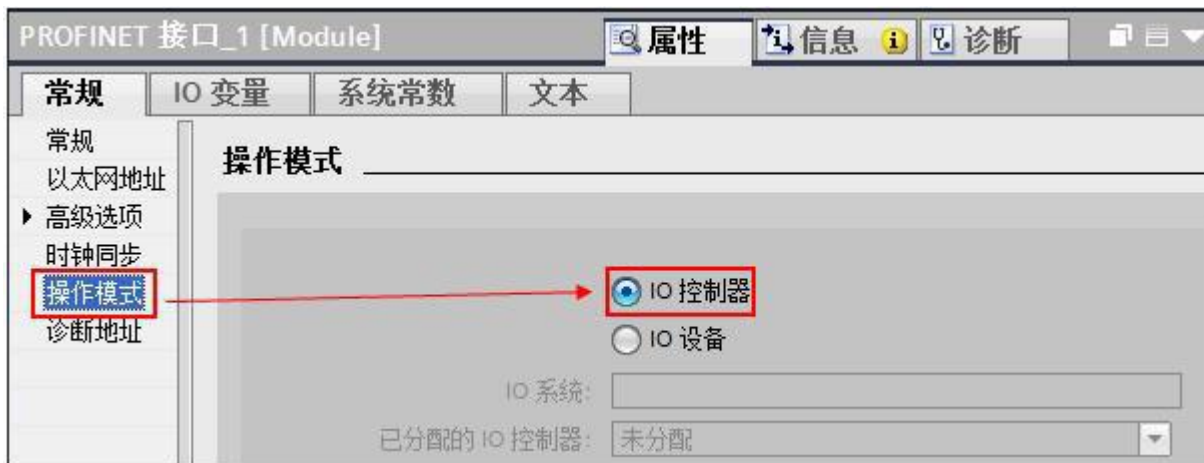 PROFINET 接口_1 [Module] 属性 信息 诊断
常规 IO 变量 系统常数 文本
常规
以太网地址
高级选项
时钟同步
操作模式
诊断地址
操作模式
IO 控制器
IO 设备
IO 系统:
已分配的 IO 控制器: 未分配